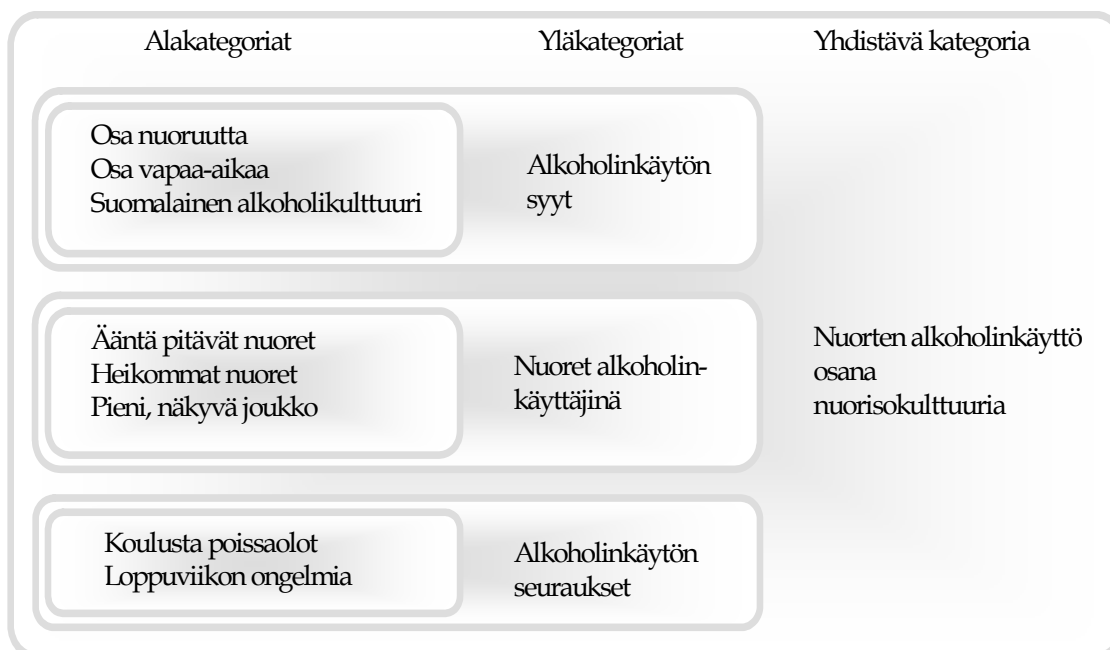 Alakategoriat
Yläkategoriat
Yhdistävä kategoria
Osa nuoruutta
Osa vapaa-aikaa
Suomalainen alkoholikulttuuri
Alkoholinkäytön
syyt
Ääntä pitävät nuoret
Heikommat nuoret
Pieni, näkyvä joukko
Nuoret alkoholin-
käyttäjinä
Nuorten alkoholinkäyttö
osana
nuorisokulttuuria
Koulusta poissaolot
Loppuviikon ongelmia
Alkoholinkäytön
seuraukset